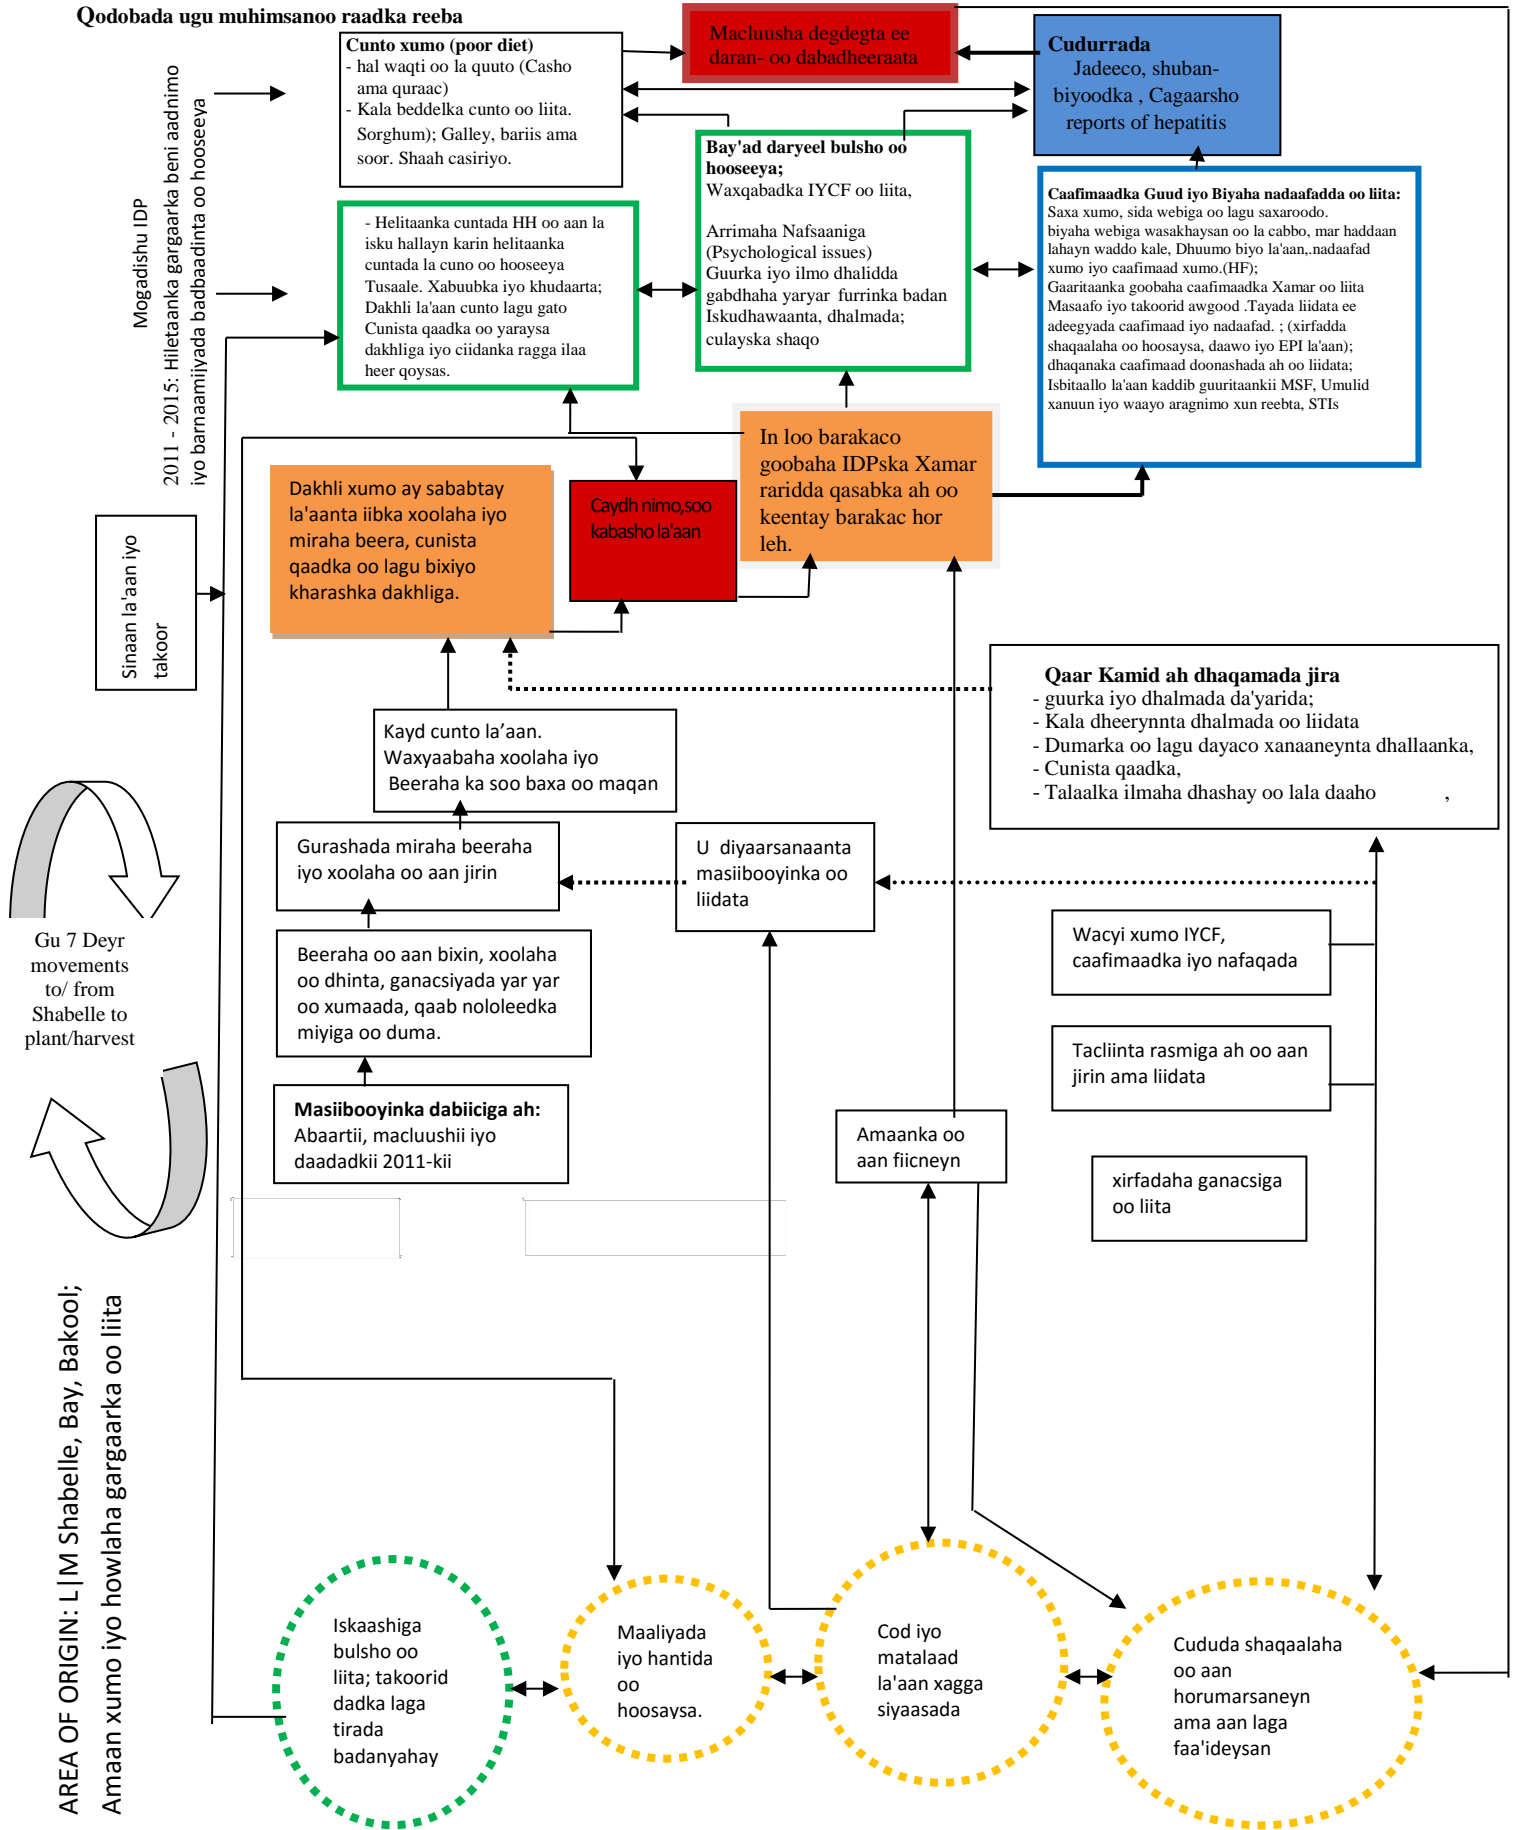 Qodobada ugu muhimsanoo raadka reeba
Cunto xumo (poor diet)
- hal waqti oo la quuto (Casho
ama quraac)
- Kala beddelka cunto oo liita.
Sorghum); Galley, bariis ama
soor. Shaah casiriyo.
Macluusha degdegta ee
daran- oo dabadheeraata
Cudurrada
Jadeeco, shuban-
biyoodka , Cagaarsho
reports of hepatitis
Mogadishu IDP
2011 - 2015: Hiletaanka gargaarka beni aadnimo
iyo barnaamijyada badbaadinta oo hooseeya
- Helitaanka cuntada HH oo aan la
isku hallayn karin helitaanka
cuntada la cuno oo hooseeya
Tusaale. Xabuubka iyo khudaarta;
Dakhli la'aan cunto lagu gato
Cunista qaadka oo yaraysa
dakhliga iyo ciidanka ragga ilaa
heer qoysas.
Bay'ad daryeel bulsho oo
hooseeya;
Waxqabadka IYCF oo liita,
Arrimaha Nafsaaniga
(Psychological issues)
Guurka iyo ilmo dhalidda
gabdhaha yaryar furrinka badan
Iskudhawaanta, dhalmada;
culayska shaqo
Caafimaadka Guud iyo Biyaha nadaafadda oo liita:
Saxa xumo, sida webiga oo lagu saxaroodo.
biyaha webiga wasakhaysan oo la cabbo, mar haddaan
lahayn waddo kale, Dhuumo biyo la'aan,.nadaafad
xumo iyo caafimaad xumo.(HF);
Gaaritaanka goobaha caafimaadka Xamar oo liita
Masaafo iyo takoorid awgood .Tayada liidata ee
adeegyada caafimaad iyo nadaafad. ; (xirfadda
shaqaalaha oo hoosaysa, daawo iyo EPI la'aan);
dhaqanaka caafimaad doonashada ah oo liidata;
Isbitaallo la'aan kaddib guuritaankii MSF, Umulid
xanuun iyo waayo aragnimo xun reebta, STIs
Sinaan la'aan iyo
takoor
Dakhli xumo ay sababtay
la'aanta iibka xoolaha iyo
miraha beera, cunista
qaadka oo lagu bixiyo
kharashka dakhliga.
Caydh nimo,soo
kabasho la'aan
In loo barakaco
goobaha IDPska Xamar
raridda qasabka ah oo
keentay barakac hor
leh.
Qaar Kamid ah dhaqamada jira
- guurka iyo dhalmada da'yarida;
- Kala dheerynnta dhalmada oo liidata
- Dumarka oo lagu dayaco xanaaneynta dhallaanka,
- Cunista qaadka,
- Talaalka ilmaha dhashay oo lala daaho ,
Kayd cunto la’aan.
Waxyaabaha xoolaha iyo
Beeraha ka soo baxa oo maqan
Gurashada miraha beeraha
iyo xoolaha oo aan jirin
U diyaarsanaanta
masiibooyinka oo
liidata
Gu 7 Deyr
movements
to/ from
Shabelle to
plant/harvest
Beeraha oo aan bixin, xoolaha
oo dhinta, ganacsiyada yar yar
oo xumaada, qaab nololeedka
miyiga oo duma.
Wacyi xumo IYCF,
caafimaadka iyo nafaqada
Tacliinta rasmiga ah oo aan
jirin ama liidata
Masiibooyinka dabiiciga ah:
Abaartii, macluushii iyo
daadadkii 2011-kii
Amaanka oo
aan fiicneyn
xirfadaha ganacsiga
oo liita
AREA OF ORIGIN: L|M Shabelle, Bay, Bakool;
Amaan xumo iyo howlaha gargaarka oo liita
Iskaashiga
bulsho oo
liita; takoorid
dadka laga
tirada
badanyahay
Maaliyada
iyo hantida
oo
hoosaysa.
Cod iyo
matalaad
la'aan xagga
siyaasada
Cududa shaqaalaha
oo aan
horumarsaneyn
ama aan laga
faa'ideysan